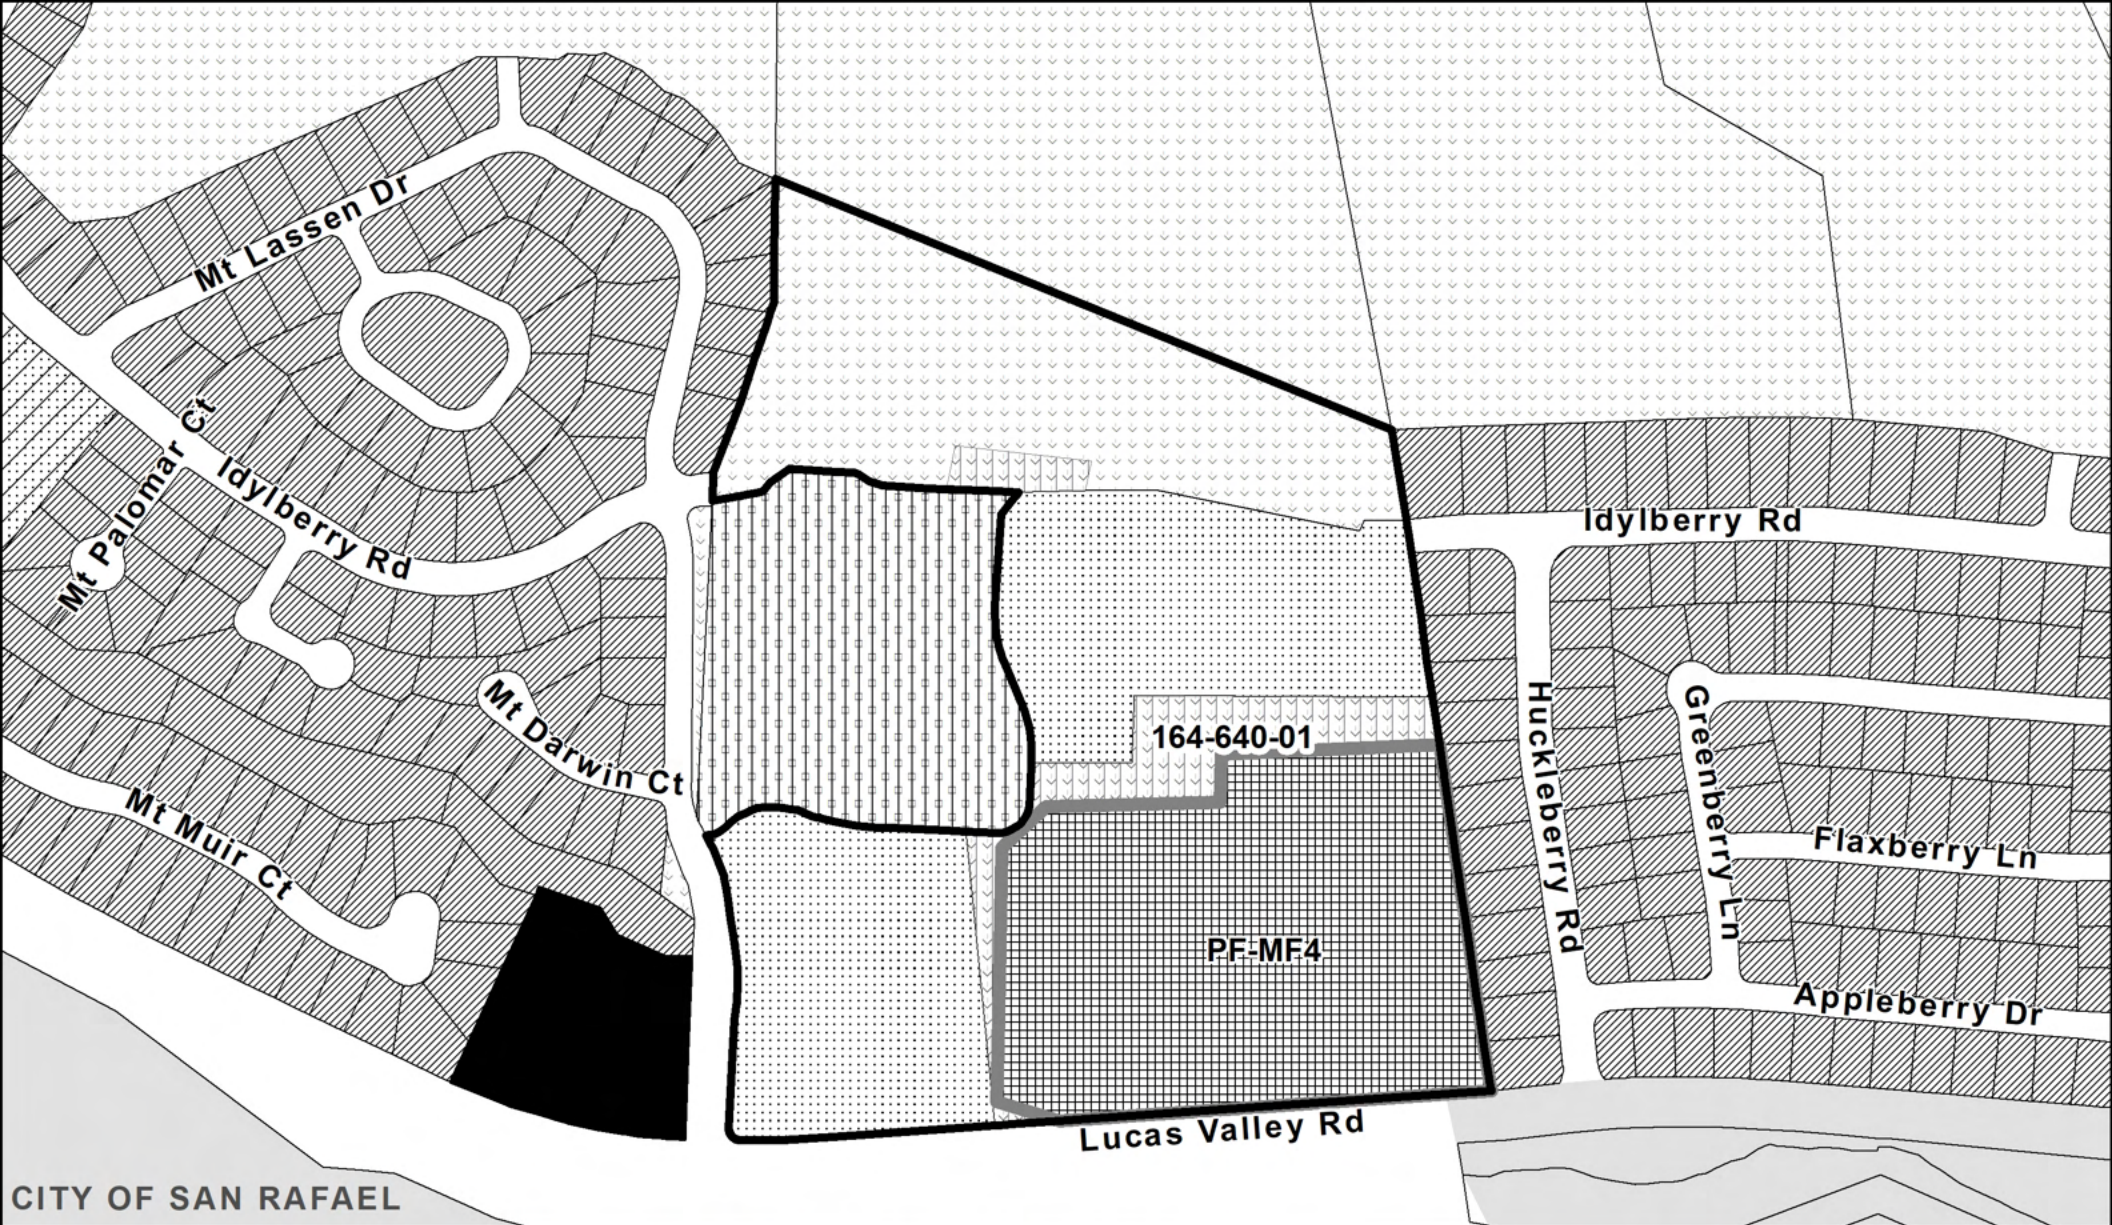 Mt Lassen Dr
Mt Palomar Ct
Idylberry Rd
Idylberry Rd
Mt Darwin Ct
Mt Muir Ct
164-640-01
PF-MF4
Huckleberry Rd
Greenberry Ln
Flaxberry Ln
Appleberry Dr
Lucas Valley Rd
CITY OF SAN RAFAEL